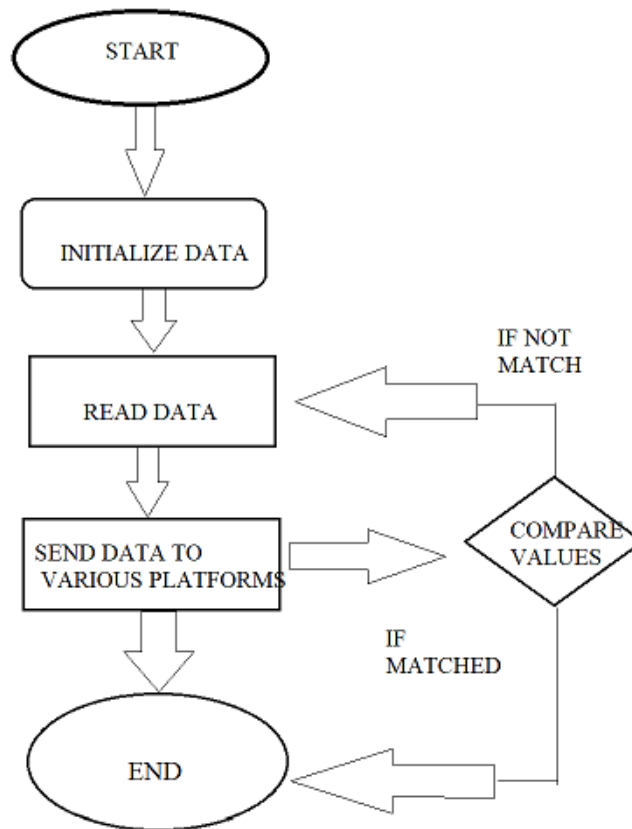 START
INITIALIZE DATA
IF NOT
MATCH
READ DATA
SEND DATA TO
VARIOUS PLATFORMS
COMPARE
VALUES
IF
MATCHED
END